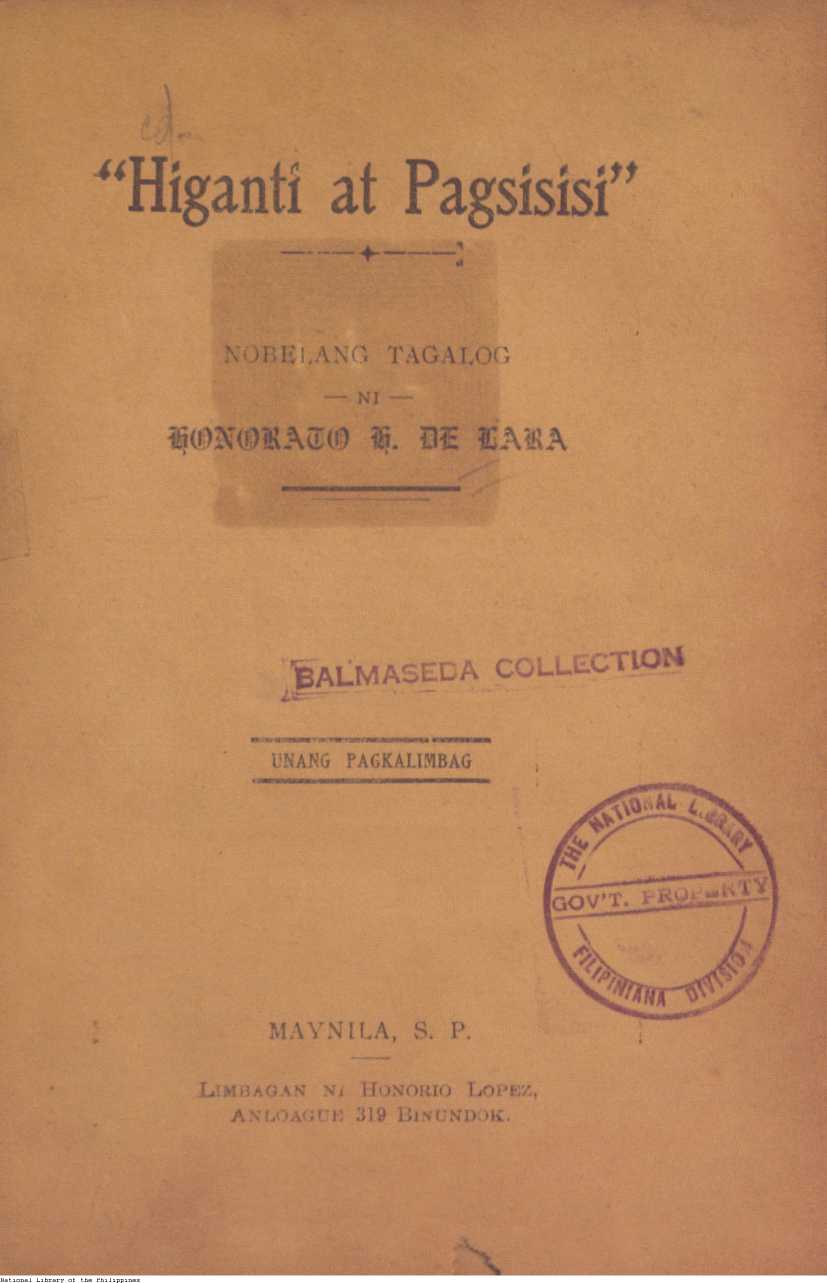 “Higantí at Pagsisisi”
NOBELANG TAGALOG
— NI —
HONORATO H. DE LARA
BALMASEDA COLLECTION
UNANG PAGKALIMBAG
THE NATIONAL LIBRARY
GOV'T. PROPERTY
FILIPINIANA DIVISION
MAYNILA, S. P.
LIMBAGAN NI HONORIO LOPEZ,
ANLOAGUE 319 BINUNDOK.
National Library of the Philippines